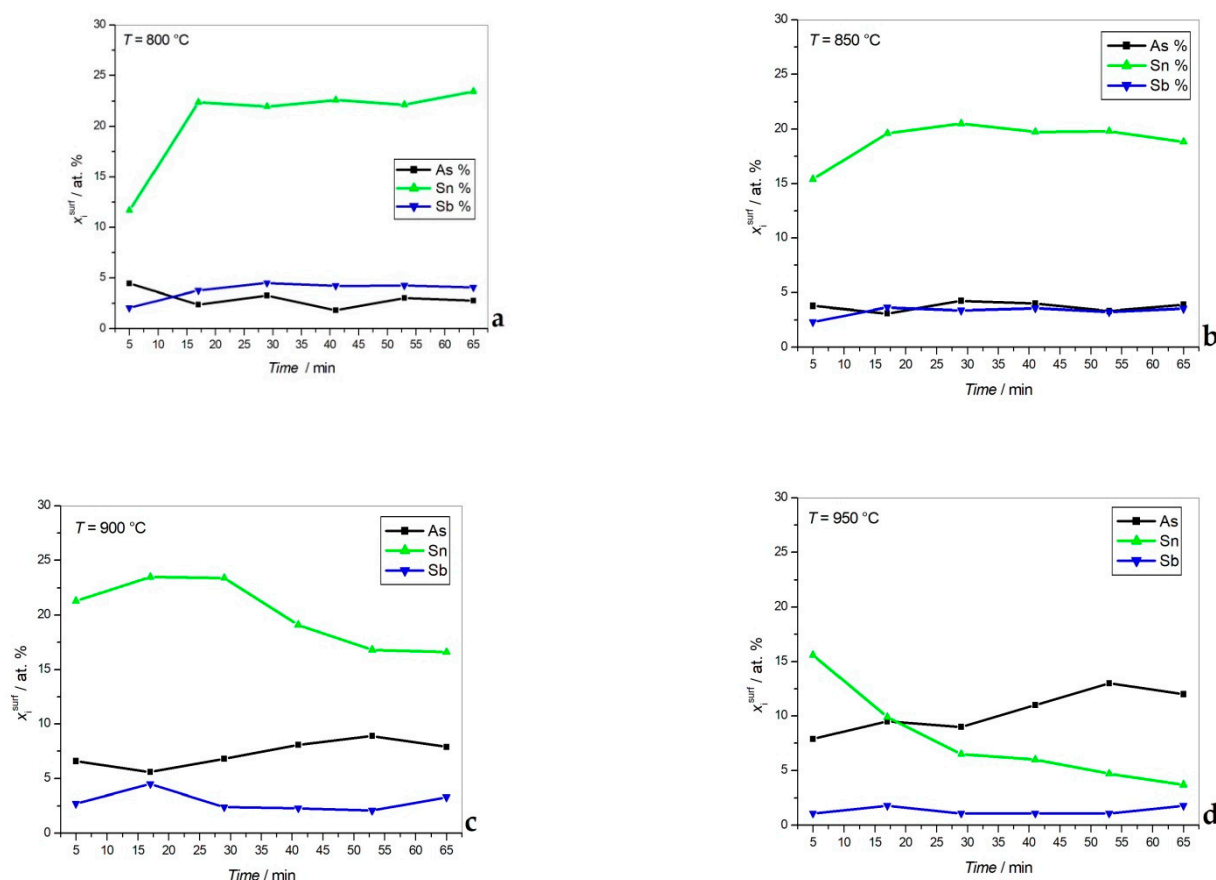 T = 800 °C
As %
Sn %
Sb %
x_i^surf / at. %
30
25
20
15
10
5
0
5 10 15 20 25 30 35 40 45 50 55 60 65
Time / min
a
T = 850 °C
As %
Sn %
Sb %
x_i^surf / at. %
30
25
20
15
10
5
0
5 10 15 20 25 30 35 40 45 50 55 60 65
Time / min
b
T = 900 °C
As
Sn
Sb
x_i^surf / at. %
30
25
20
15
10
5
0
5 10 15 20 25 30 35 40 45 50 55 60 65
Time / min
c
T = 950 °C
As
Sn
Sb
x_i^surf / at. %
30
25
20
15
10
5
0
5 10 15 20 25 30 35 40 45 50 55 60 65
Time / min
d